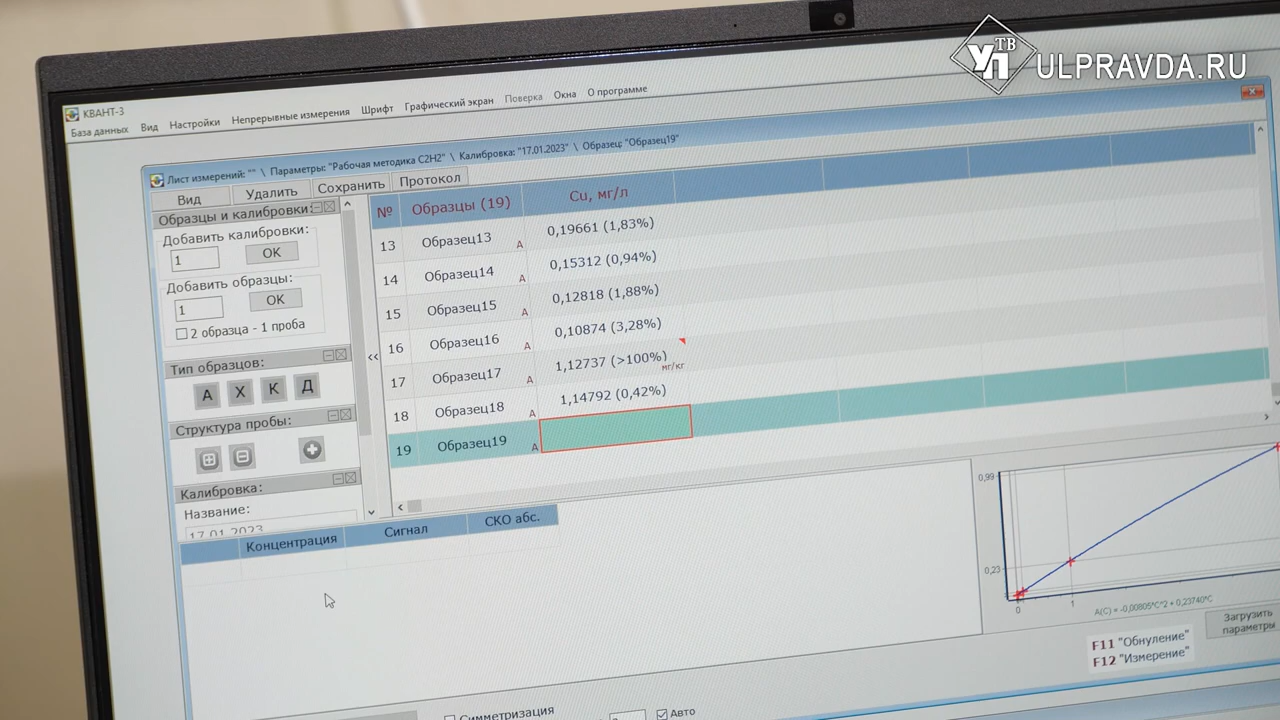 УП ТВ ULPRAVDA.RU
КВАНТ-3
База данных Вид Настройки Непрерывные измерения Шрифт Графический экран Поверка Окна О программе
Лист измерений: "" \ Параметры: "Рабочая методика C2H2" \ Калибровка: "17.01.2023" \ Образец: "Образец19"
Вид Удалить Сохранить Протокол
Образцы и калибровки:
Добавить калибровки:
1 OK
Добавить образцы:
1 OK
2 образца - 1 проба
Тип образцов:
А Х К Д
Структура пробы:
Калибровка:
Название:
17.01.2023
<<
№ Образцы (19) Cu, мг/л
13 Образец13 А 0,19661 (1,83%)
14 Образец14 А 0,15312 (0,94%)
15 Образец15 А 0,12818 (1,88%)
16 Образец16 А 0,10874 (3,28%)
17 Образец17 А 1,12737 (>100%) мг/кг
18 Образец18 А 1,14792 (0,42%)
19 Образец19 А
Концентрация Сигнал СКО абс.
0,99
0,23
0 1
A(C) = -0,00805*C^2 + 0,23740*C
Загрузить
параметры
F11 "Обнуление"
F12 "Измерение"
Симметризация
Авто